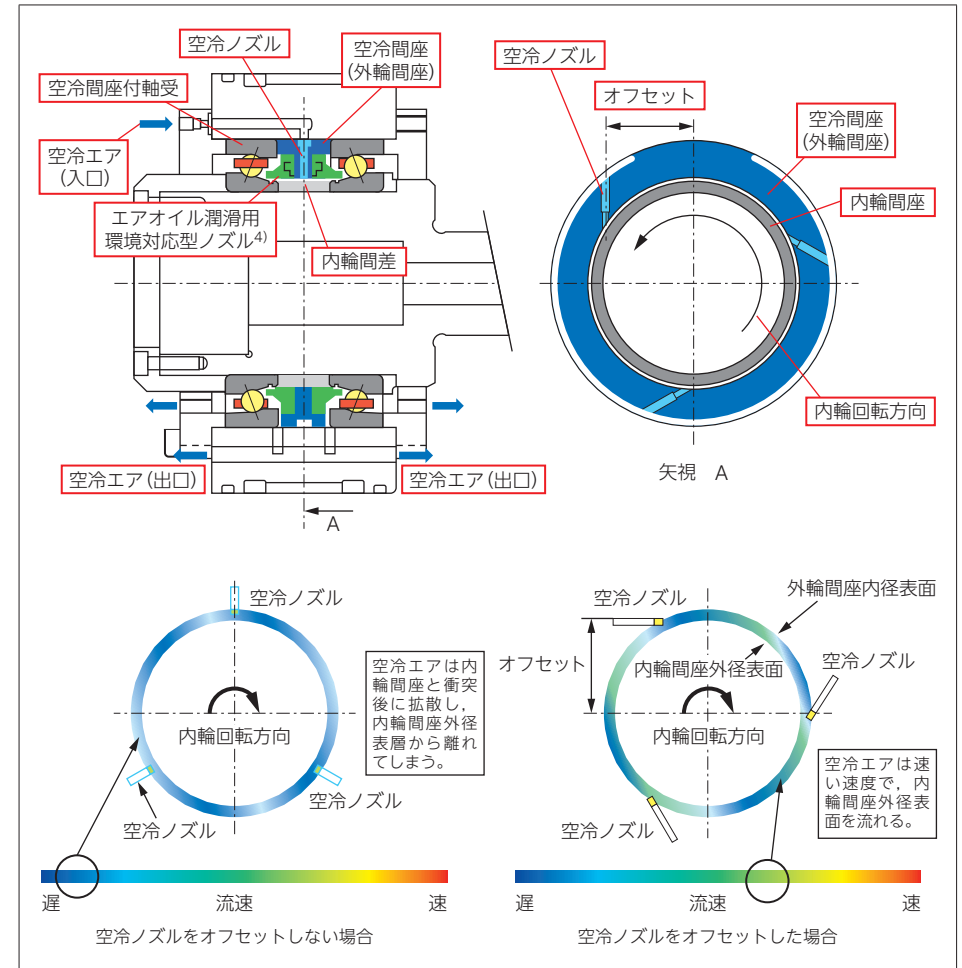 空冷ノズル
空冷間座
(外輪間座)
空冷間座付軸受
空冷エア
(入口)
エアオイル潤滑用
環境対応型ノズル4)
内輪間差
空冷エア(出口)
空冷エア(出口)
A
空冷ノズル
オフセット
空冷間座
(外輪間座)
内輪間座
内輪回転方向
矢視 A
空冷ノズル
空冷エアは内
輪間座と衝突
後に拡散し,
内輪間座外径
表層から離れ
てしまう。
内輪回転方向
空冷ノズル
空冷ノズル
遅 流速 速
空冷ノズルをオフセットしない場合
空冷ノズル
外輪間座内径表面
オフセット
内輪間座外径表面
空冷ノズル
内輪回転方向
空冷エアは速
い速度で,内
輪間座外径表
面を流れる。
空冷ノズル
遅 流速 速
空冷ノズルをオフセットした場合